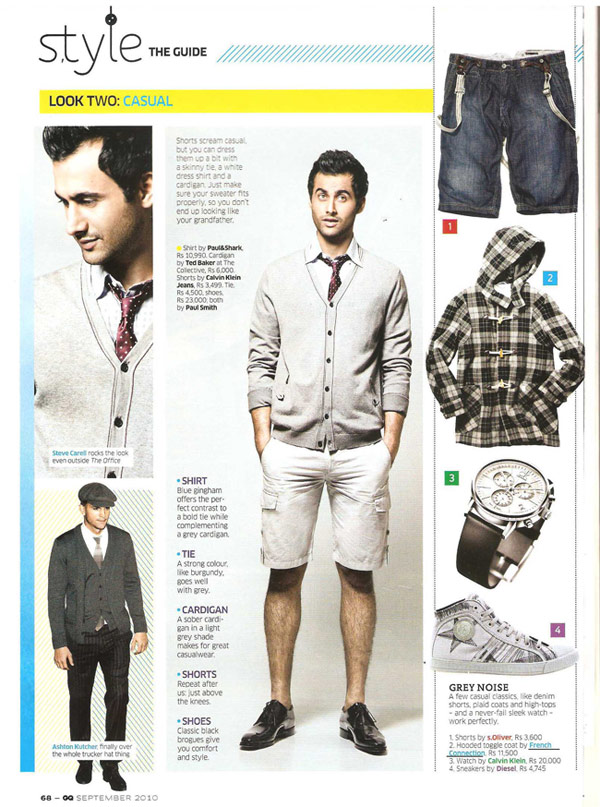 style THE GUIDE
LOOK TWO: CASUAL
Shorts scream casual,
but you can dress
them up a bit with
a skinny tie, a white
dress shirt and a
cardigan. Just make
sure your sweater fits
properly, so you don't
end up looking like
your grandfather.
Shirt by Paul&Shark,
Rs 10,990. Cardigan
by Ted Baker at The
Collective, Rs 6,000.
Shorts by Calvin Klein
Jeans, Rs 3,499. Tie,
Rs 4,500, shoes,
Rs 23,000; both
by Paul Smith
Steve Carell rocks the look
even outside The Office
• SHIRT
Blue gingham
offers the per-
fect contrast to
a bold tie while
complementing
a grey cardigan.
• TIE
A strong colour,
like burgundy,
goes well
with grey.
• CARDIGAN
A sober cardi-
gan in a light
grey shade
makes for great
casualwear.
• SHORTS
Repeat after
us: just above
the knees.
• SHOES
Classic black
brogues give
you comfort
and style.
Ashton Kutcher, finally over
the whole trucker hat thing
1
2
3
4
GREY NOISE
A few casual classics, like denim
shorts, plaid coats and high-tops
– and a never-fail sleek watch –
work perfectly.
1. Shorts by s.Oliver, Rs 3,600
2. Hooded toggle coat by French
Connection, Rs 11,500
3. Watch by Calvin Klein, Rs 20,000
4. Sneakers by Diesel, Rs 4,745
68 — GQ SEPTEMBER 2010